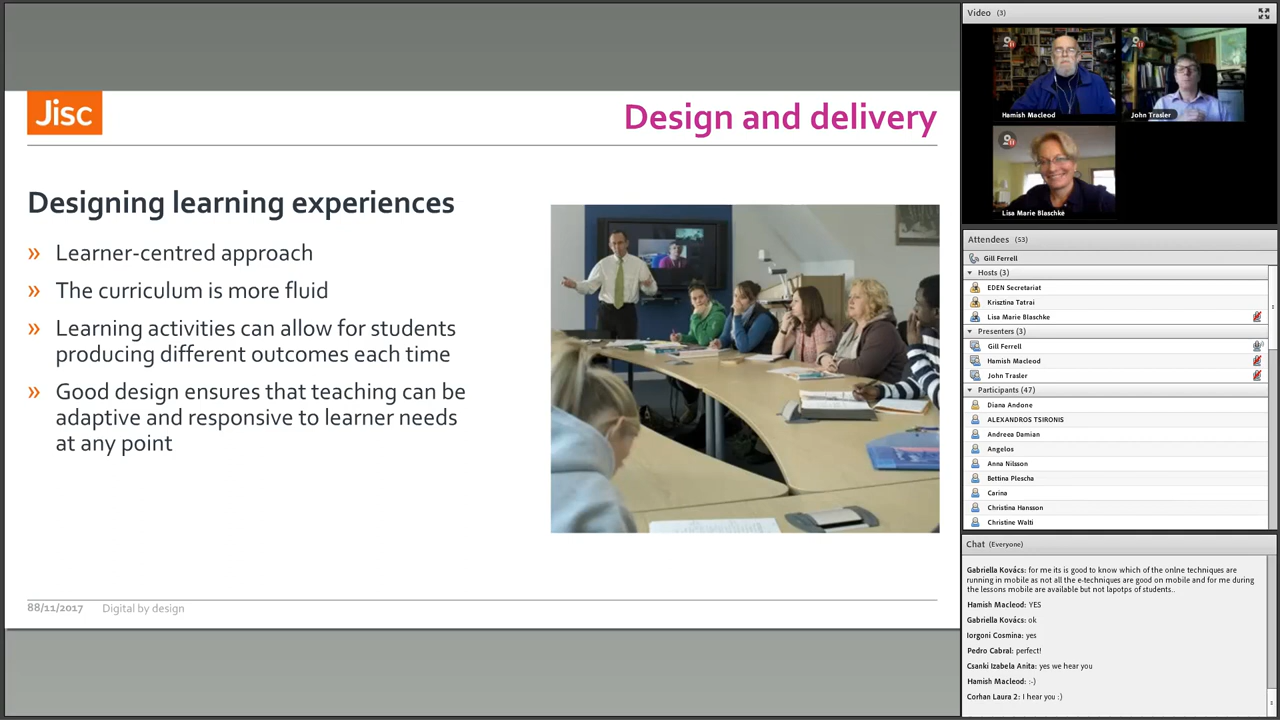 Jisc
Design and delivery
Designing learning experiences
» Learner-centred approach
» The curriculum is more fluid
» Learning activities can allow for students
producing different outcomes each time
» Good design ensures that teaching can be
adaptive and responsive to learner needs
at any point
88/11/2017 Digital by design
Video (3)
Hamish Macleod
John Trasler
Lisa Marie Blaschke
Attendees (53)
Gill Ferrell
Hosts (3)
EDEN Secretariat
Krisztina Tatrai
Lisa Marie Blaschke
Presenters (3)
Gill Ferrell
Hamish Macleod
John Trasler
Participants (47)
Diana Andone
ALEXANDROS TSIRONIS
Andreea Damian
Angelos
Anna Nilsson
Bettina Plescha
Carina
Christina Hansson
Christine Walti
Chat (Everyone)
Gabriella Kovács: for me its is good to know which of the onlne techniques are
running in mobile as not all the e-techniques are good on mobile and for me during
the lessons mobile are available but not lapotps of students..
Hamish Macleod: YES
Gabriella Kovács: ok
Iorgoni Cosmina: yes
Pedro Cabral: perfect!
Csanki Izabela Anita: yes we hear you
Hamish Macleod: :-)
Corhan Laura 2: I hear you :)